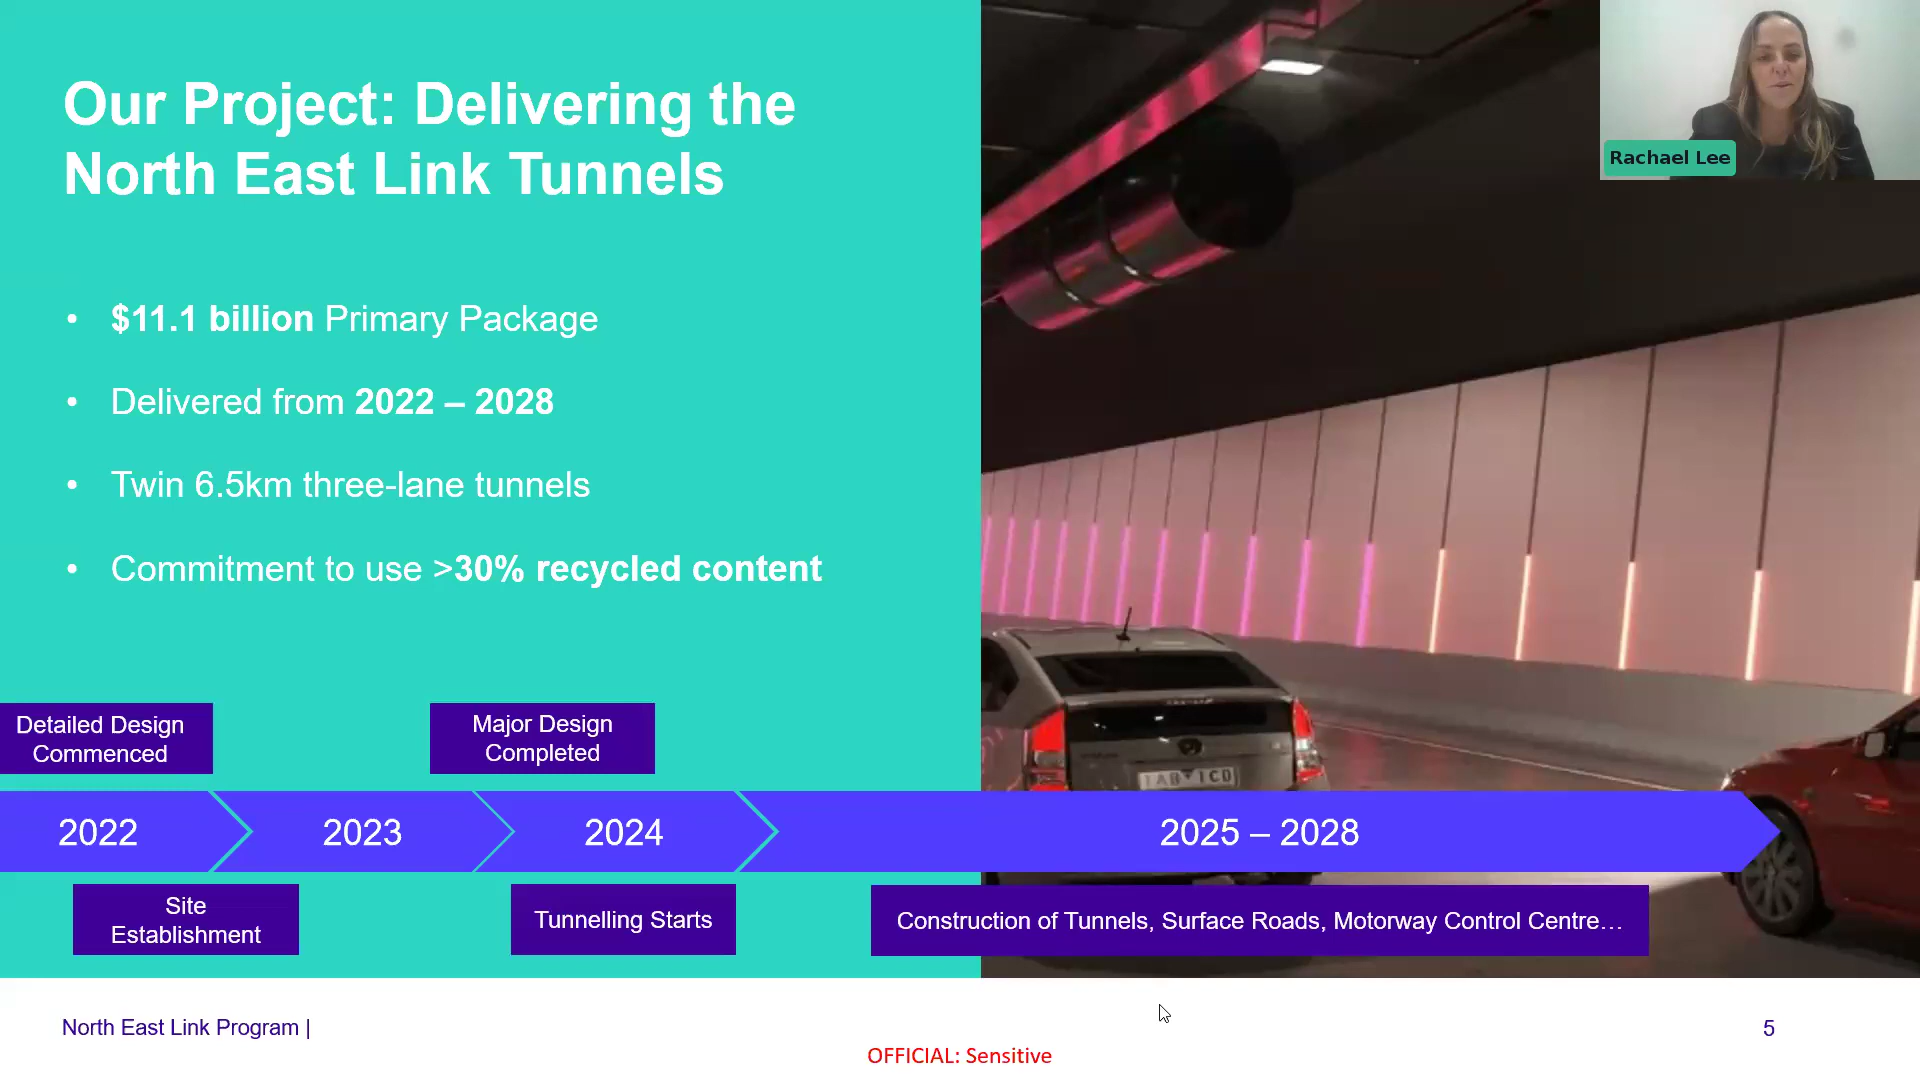 Our Project: Delivering the
North East Link Tunnels
Rachael Lee
• $11.1 billion Primary Package
• Delivered from 2022 – 2028
• Twin 6.5km three-lane tunnels
• Commitment to use >30% recycled content
Detailed Design
Commenced
Major Design
Completed
2022
2023
2024
2025 – 2028
Site
Establishment
Tunnelling Starts
Construction of Tunnels, Surface Roads, Motorway Control Centre…
North East Link Program |
5
OFFICIAL: Sensitive